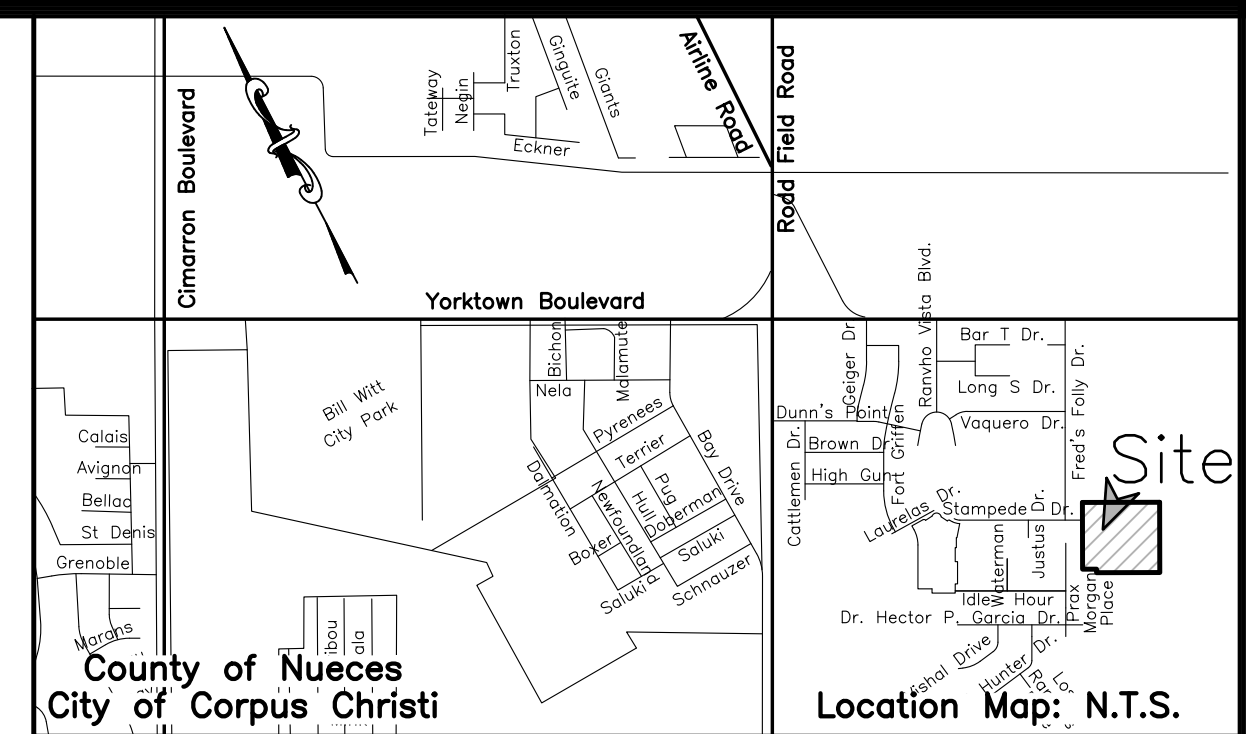 Truxton
Ginguite
Giants
Airline Road
Rodd Field Road
Tateway
Negin
Eckner
Cimarron Boulevard
Yorktown Boulevard
Bill Witt
City Park
Bichon
Malamute
Nela
Pyrenees
Terrier
Bay Drive
Dalmation
Newfoundland
Hull
Pug
Doberman
Boxer
Saluki
Saluki
Schnauzer
Calais
Avignon
Bellac
St Denis
Grenoble
Marans
Geiger Dr
Ranvho Vista Blvd.
Bar T Dr.
Long S Dr.
Fred's Folly Dr.
Dunn's Point
Vaquero Dr.
Cattlemen Dr.
Brown Dr.
High Gun
Fort Griffen
Laurelas Dr.
Stampede Dr.
Justus Dr.
Waterman
Site
Idle Hour
Dr. Hector P. Garcia Dr.
Prax
Morgan
Place
Hunter Dr.
County of Nueces
City of Corpus Christi
Location Map: N.T.S.